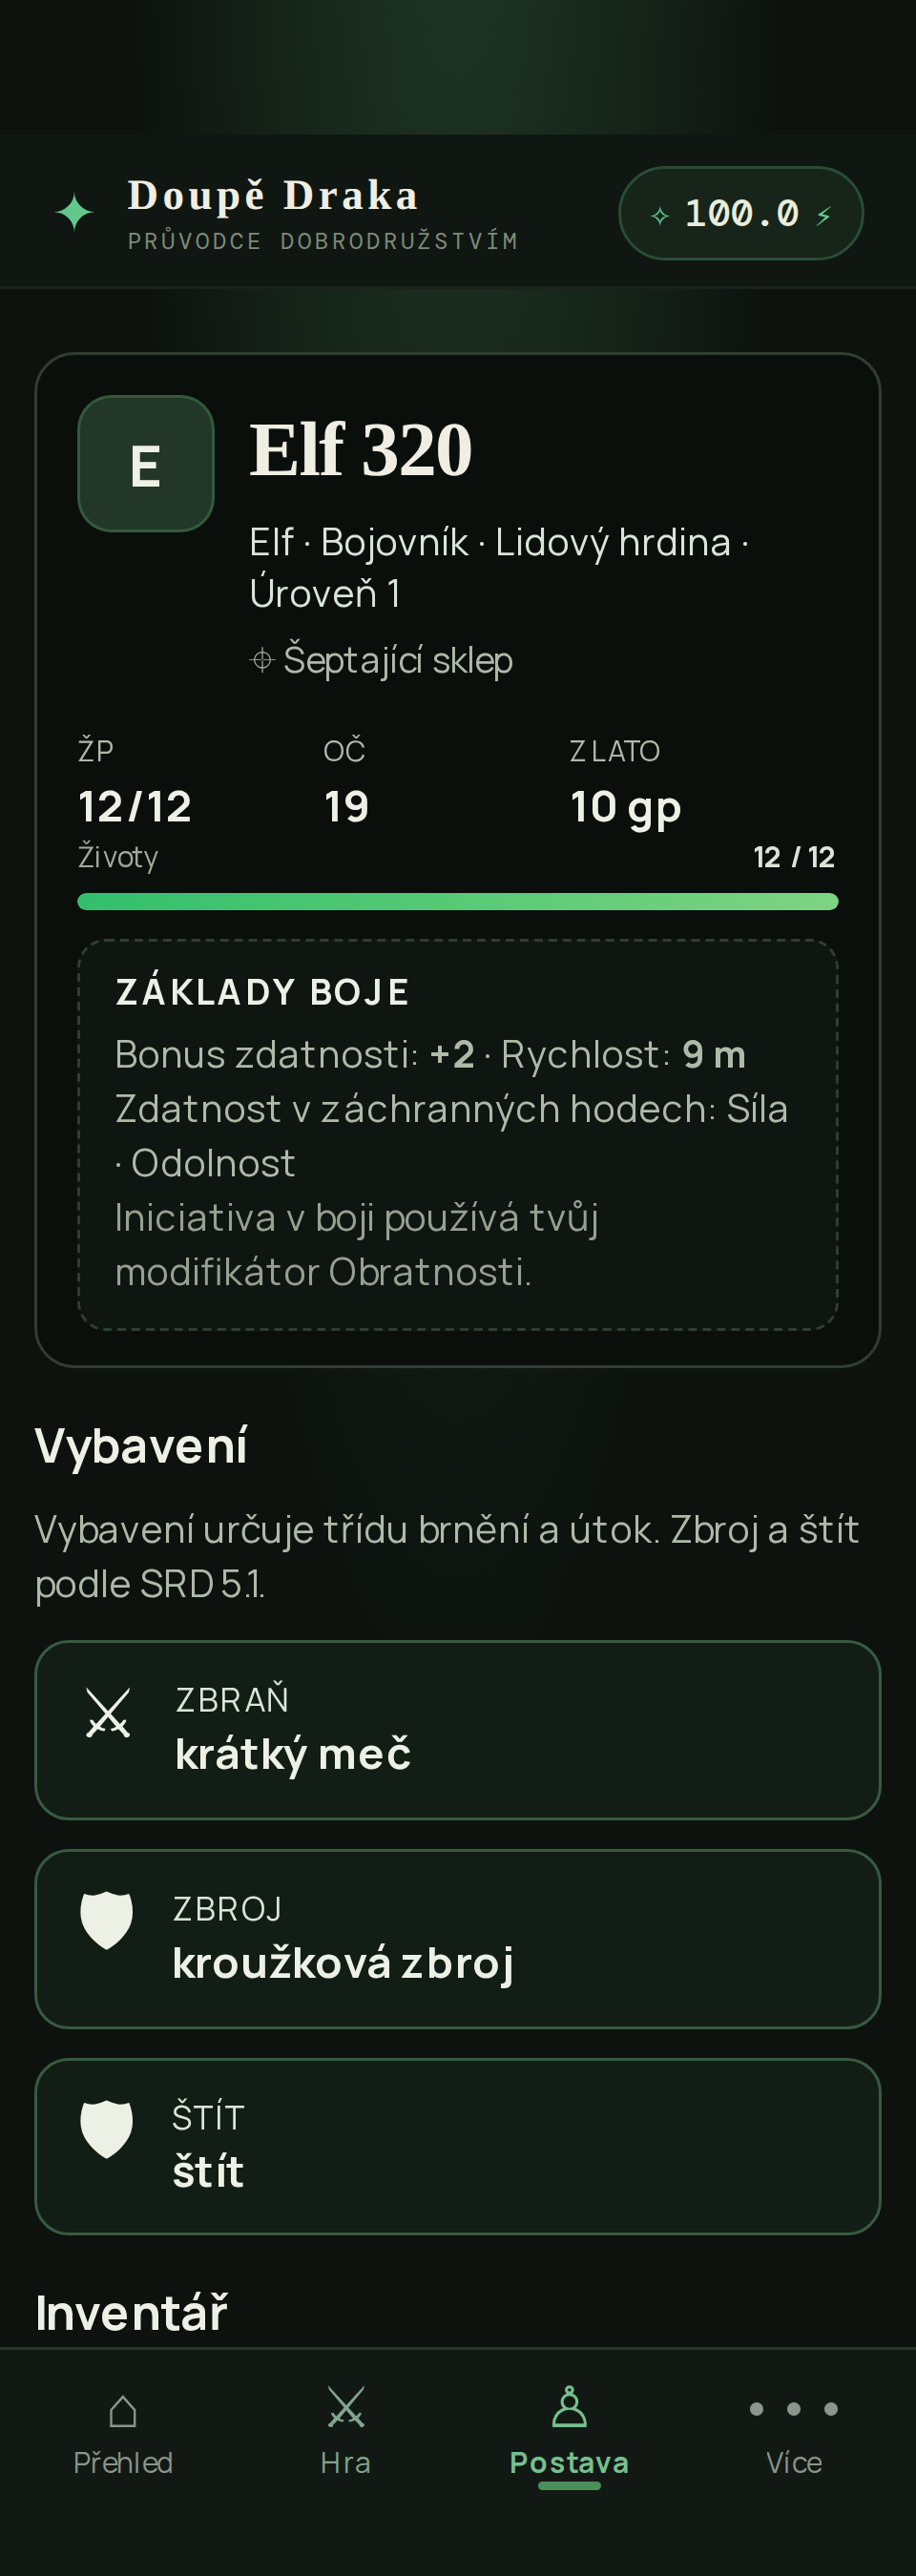 Doupě Draka
PRŮVODCE DOBRODRUŽSTVÍM
100.0
E
Elf 320
Elf · Bojovník · Lidový hrdina ·
Úroveň 1
Šeptající sklep
ŽP OČ ZLATO
12/12 19 10 gp
Životy 12 / 12
ZÁKLADY BOJE
Bonus zdatnosti: +2 · Rychlost: 9 m
Zdatnost v záchranných hodech: Síla
· Odolnost
Iniciativa v boji používá tvůj
modifikátor Obratnosti.
Vybavení
Vybavení určuje třídu brnění a útok. Zbroj a štít
podle SRD 5.1.
ZBRAŇ
krátký meč
ZBROJ
kroužková zbroj
ŠTÍT
štít
Inventář
Přehled Hra Postava Více